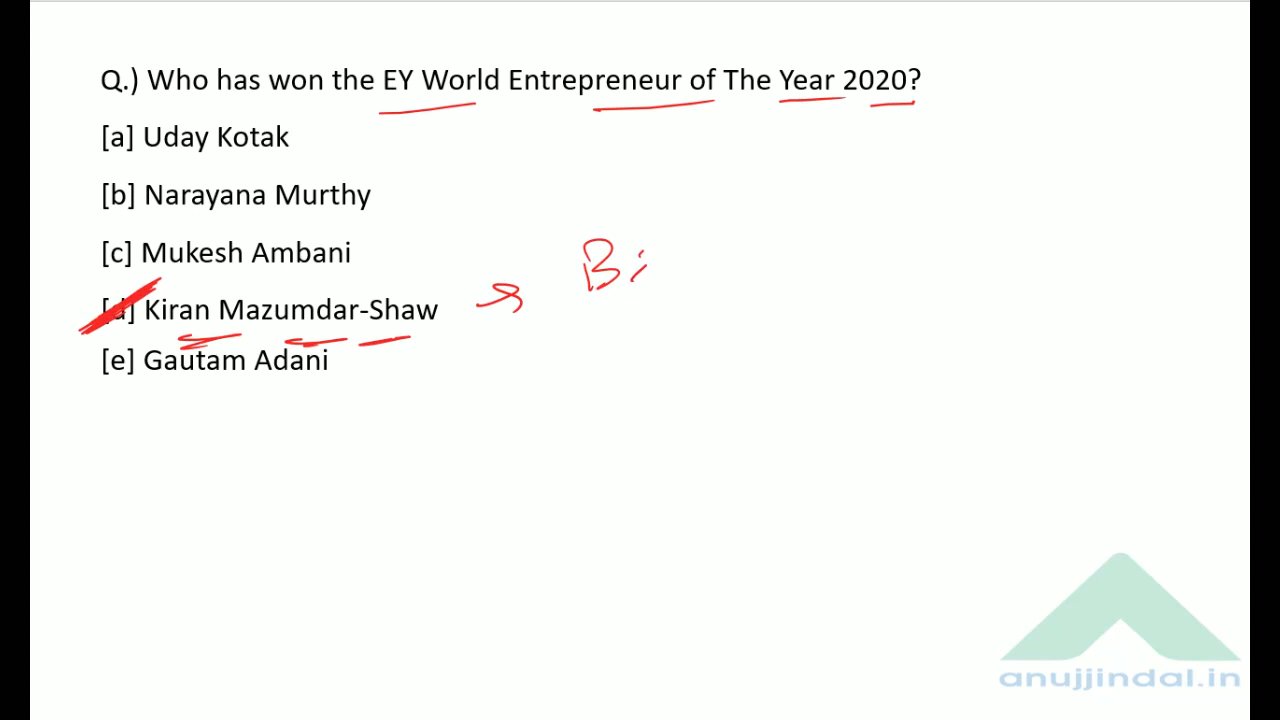 Q.) Who has won the EY World Entrepreneur of The Year 2020?
[a] Uday Kotak
[b] Narayana Murthy
[c] Mukesh Ambani
[d] Kiran Mazumdar-Shaw → Bi
[e] Gautam Adani
anujjindal.in